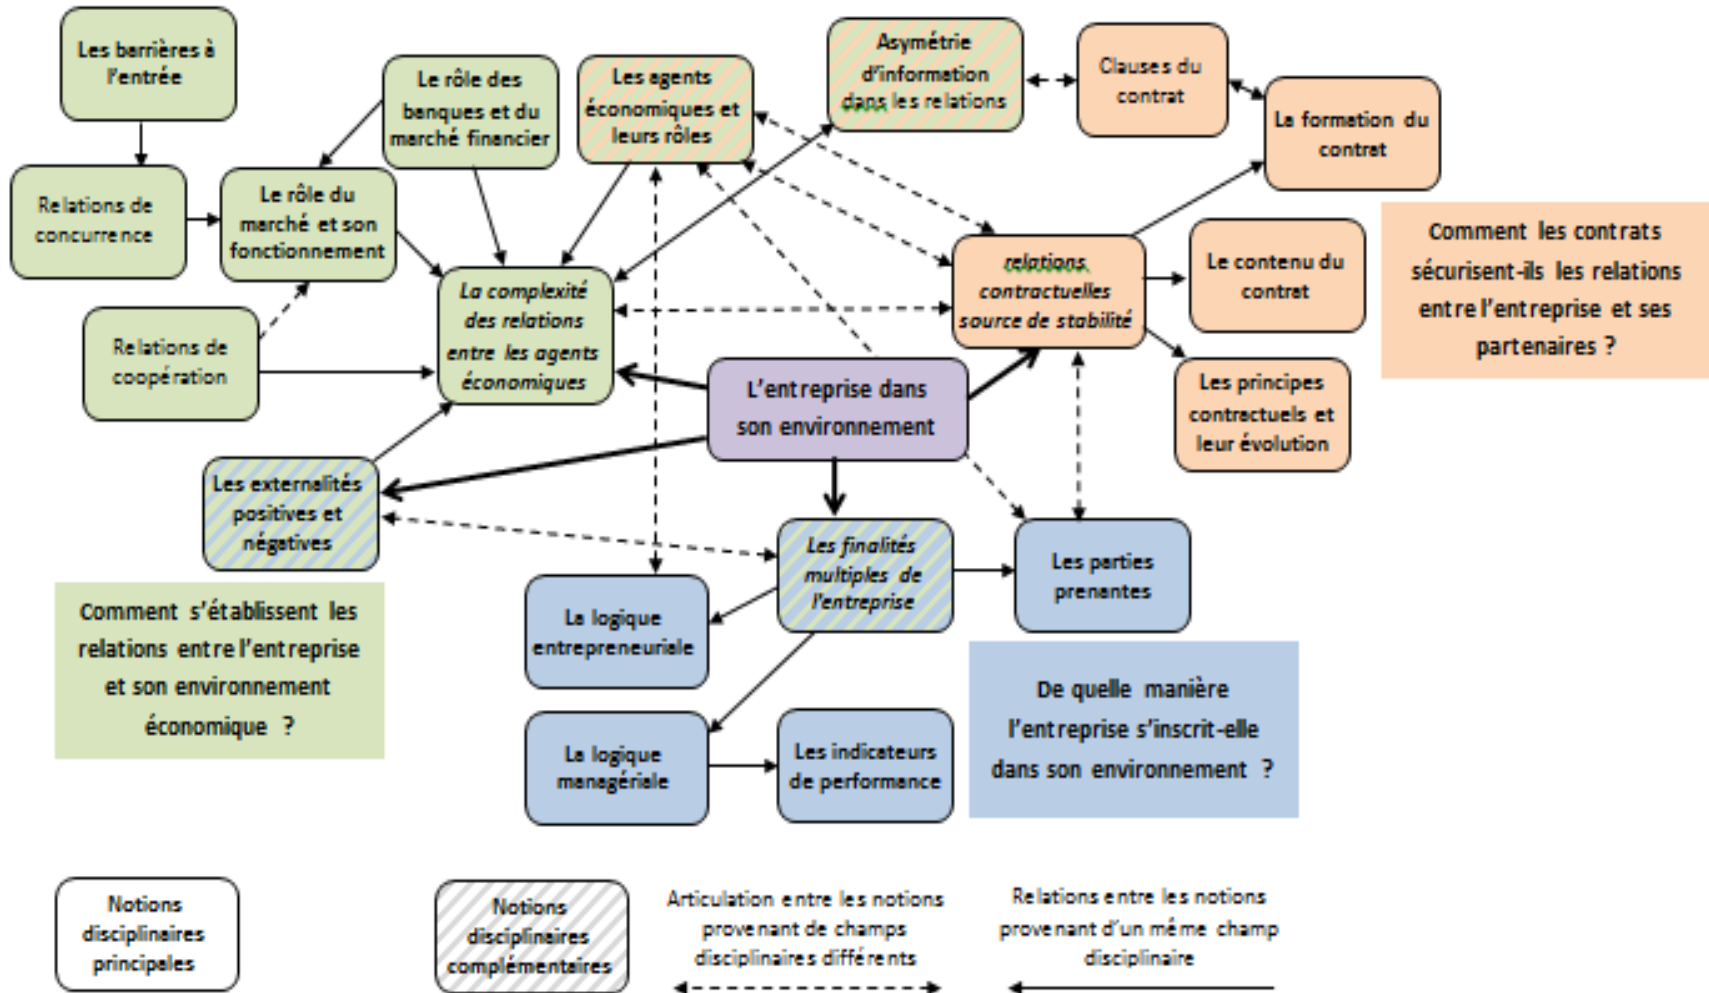 Les barrières à
l'entrée
Le rôle des
banques et du
marché financier
Les agents
économiques et
leurs rôles
Asymétrie
d'information
dans les relations
Clauses du
contrat
La formation du
contrat
Relations de
concurrence
Le rôle du
marché et son
fonctionnement
La complexité
des relations
entre les agents
économiques
relations
contractuelles
source de stabilité
Le contenu du
contrat
Comment les contrats
sécurisent-ils les relations
entre l'entreprise et ses
partenaires ?
Relations de
coopération
L'entreprise dans
son environnement
Les principes
contractuels et
leur évolution
Les externalités
positives et
négatives
Les finalités
multiples de
l'entreprise
Les parties
prenantes
Comment s'établissent les
relations entre l'entreprise
et son environnement
économique ?
La logique
entrepreneuriale
De quelle manière
l'entreprise s'inscrit-elle
dans son environnement ?
La logique
managériale
Les indicateurs
de performance
Notions
disciplinaires
principales
Notions
disciplinaires
complémentaires
Articulation entre les notions
provenant de champs
disciplinaires différents
Relations entre les notions
provenant d'un même champ
disciplinaire